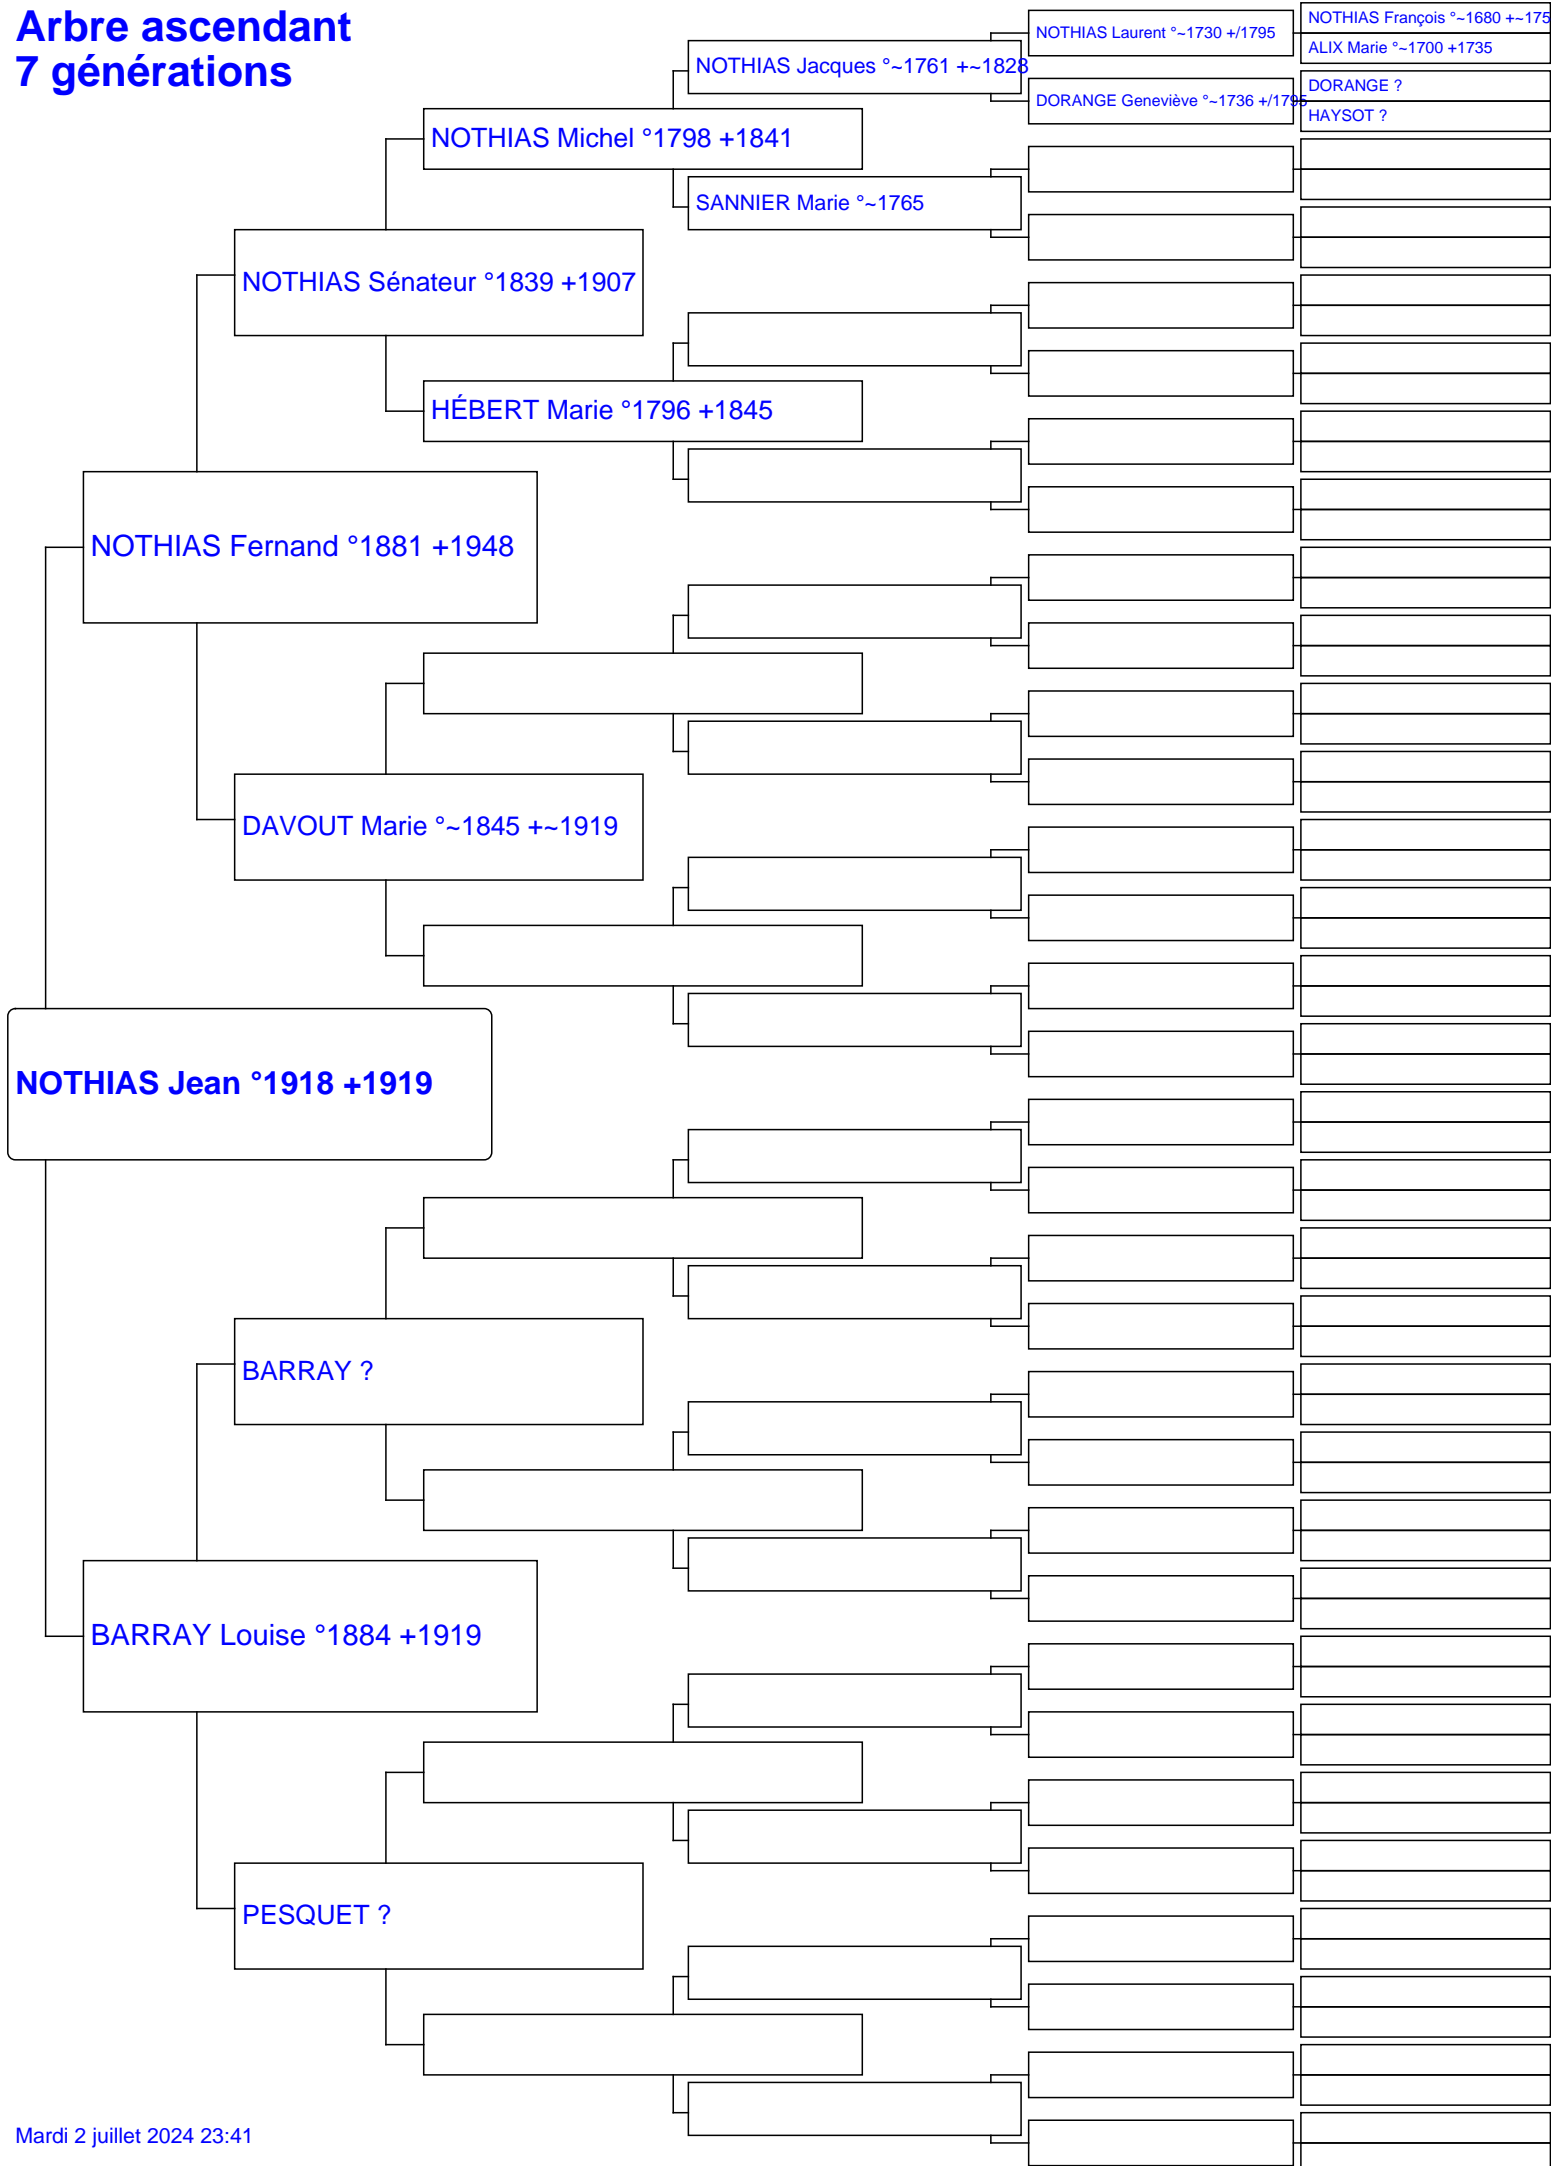 Arbre ascendant
7 générations
NOTHIAS François °~1680 +~175
NOTHIAS Laurent °~1730 +/1795
ALIX Marie °~1700 +1735
NOTHIAS Jacques °~1761 +~1828
DORANGE ?
DORANGE Geneviève °~1736 +/1795
HAYSOT ?
NOTHIAS Michel °1798 +1841
SANNIER Marie °~1765
NOTHIAS Sénateur °1839 +1907
HÉBERT Marie °1796 +1845
NOTHIAS Fernand °1881 +1948
DAVOUT Marie °~1845 +~1919
NOTHIAS Jean °1918 +1919
BARRAY ?
BARRAY Louise °1884 +1919
PESQUET ?
Mardi 2 juillet 2024 23:41